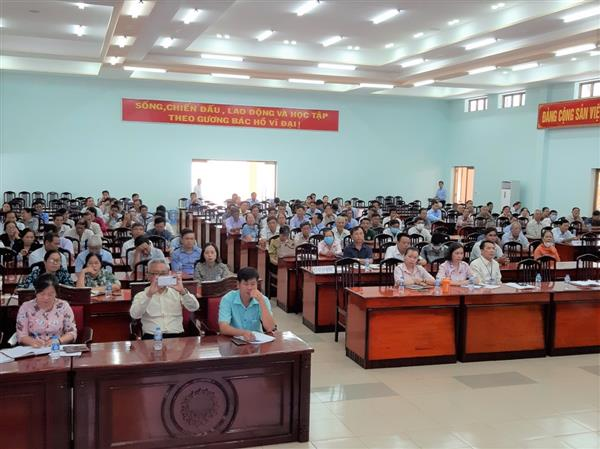 SỐNG, CHIẾN ĐẤU, LAO ĐỘNG VÀ HỌC TẬP
THEO GƯƠNG BÁC HỒ VĨ ĐẠI!
ĐẢNG CỘNG SẢN VIỆ